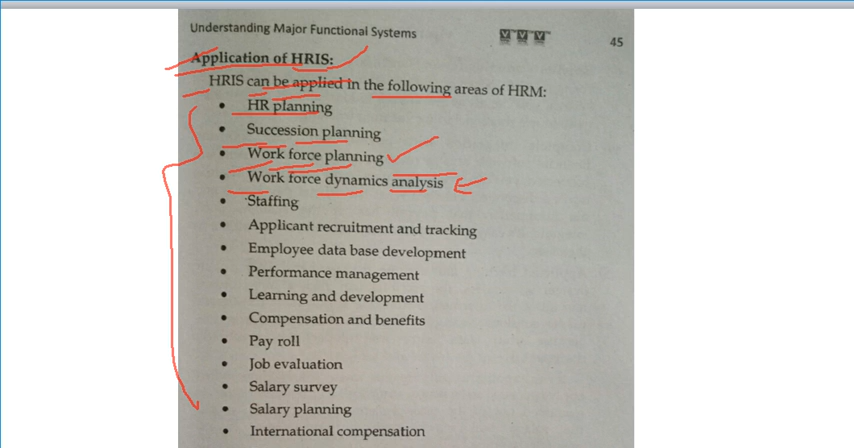 Understanding Major Functional Systems
45
Application of HRIS:
HRIS can be applied in the following areas of HRM:
• HR planning
• Succession planning
• Work force planning
• Work force dynamics analysis
• Staffing
• Applicant recruitment and tracking
• Employee data base development
• Performance management
• Learning and development
• Compensation and benefits
• Pay roll
• Job evaluation
• Salary survey
• Salary planning
• International compensation